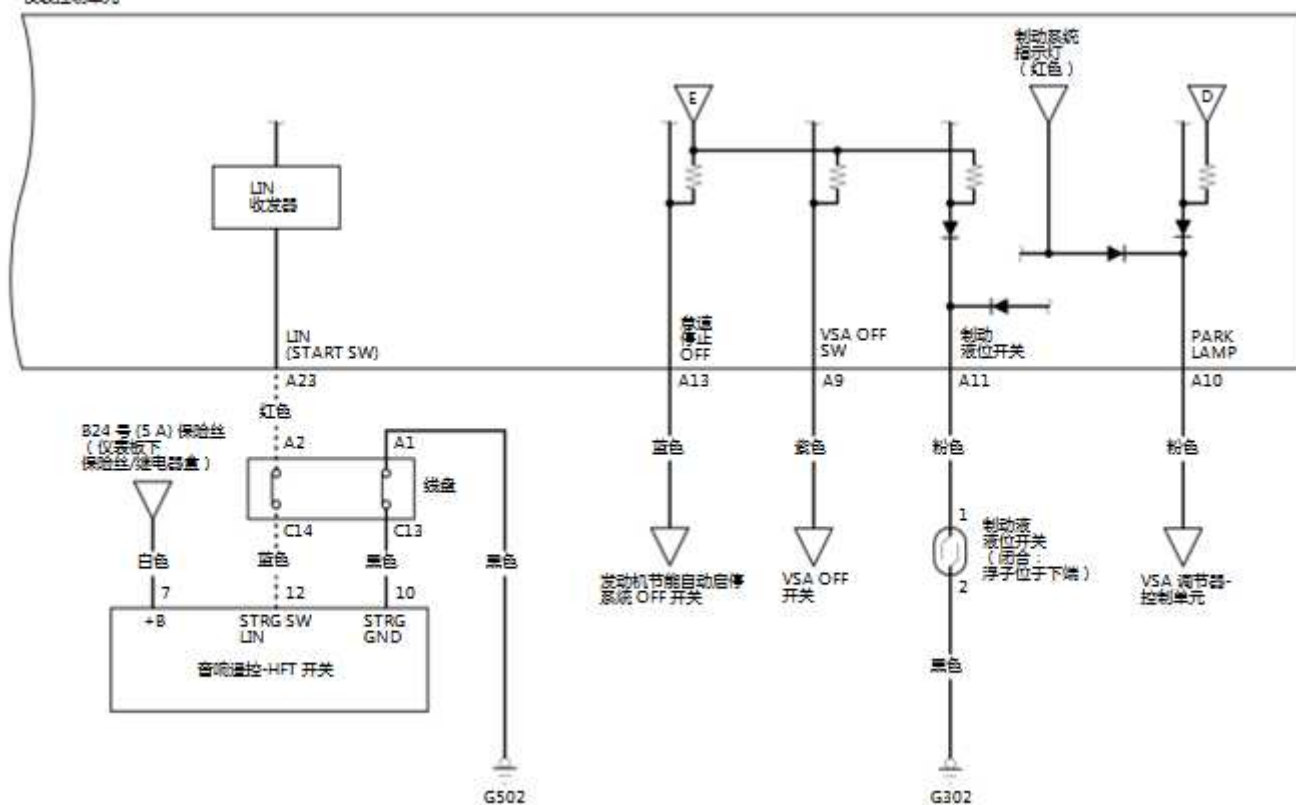 制动系统
指示灯
（红色）
E
D
LIN
收发器
LIN
(START SW)
怠速
停止
OFF
VSA OFF
SW
制动
液位开关
PARK
LAMP
A23
A13
A9
A11
A10
红色
B24 号 (5 A) 保险丝
（仪表板下
保险丝/继电器盒）
A2
A1
蓝色
紫色
粉色
粉色
线盘
C14
C13
白色
蓝色
黑色
黑色
1
制动液
液位开关
（闭合：
浮子位于下端）
2
发动机节能自动启停
系统 OFF 开关
VSA OFF
开关
VSA 调节器-
控制单元
7
12
10
+B
STRG SW
LIN
STRG
GND
音响遥控-HFT 开关
黑色
G502
G302